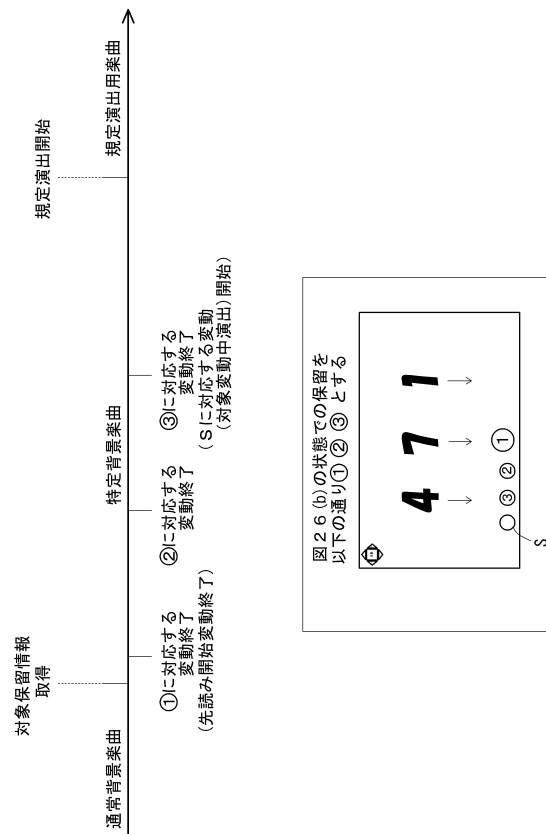 対象保留情報
取得
規定演出開始
通常背景楽曲
特定背景楽曲
規定演出用楽曲
①に対応する
変動終了
(先読み開始変動終了)
②に対応する
変動終了
③に対応する
変動終了
(Sに対応する変動
(対象変動中演出)開始)
図26(b)の状態での保留を
以下の通り①②③とする
4 7 1
③ ② ①
S